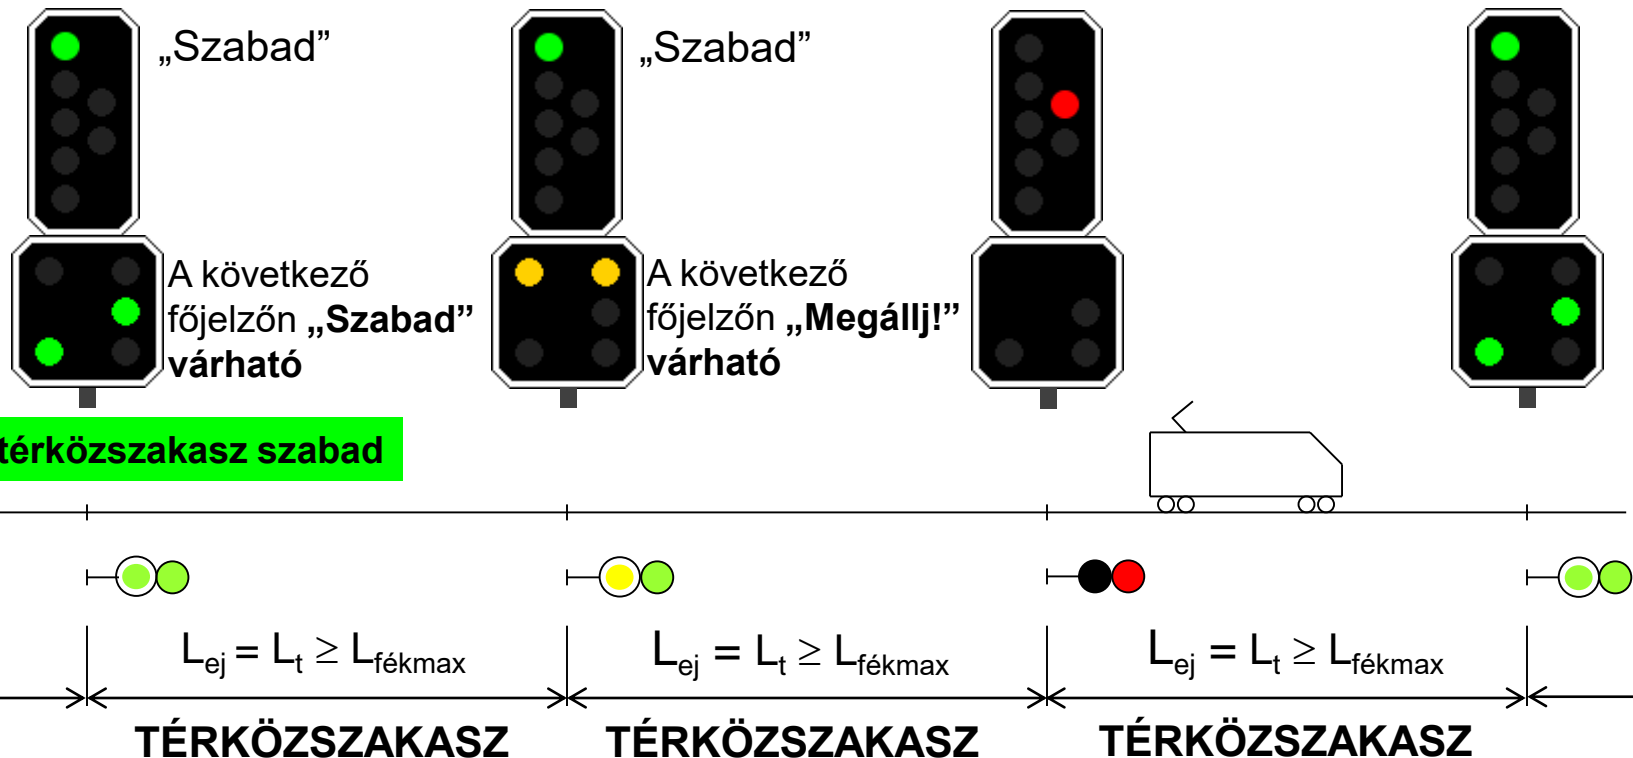 „Szabad”
„Szabad”
A következő
főjelzőn „Szabad”
várható
A következő
főjelzőn „Megállj!”
várható
térközszakasz szabad
Lej = Lt ≥ Lfékmax
Lej = Lt ≥ Lfékmax
Lej = Lt ≥ Lfékmax
TÉRKÖZSZAKASZ
TÉRKÖZSZAKASZ
TÉRKÖZSZAKASZ